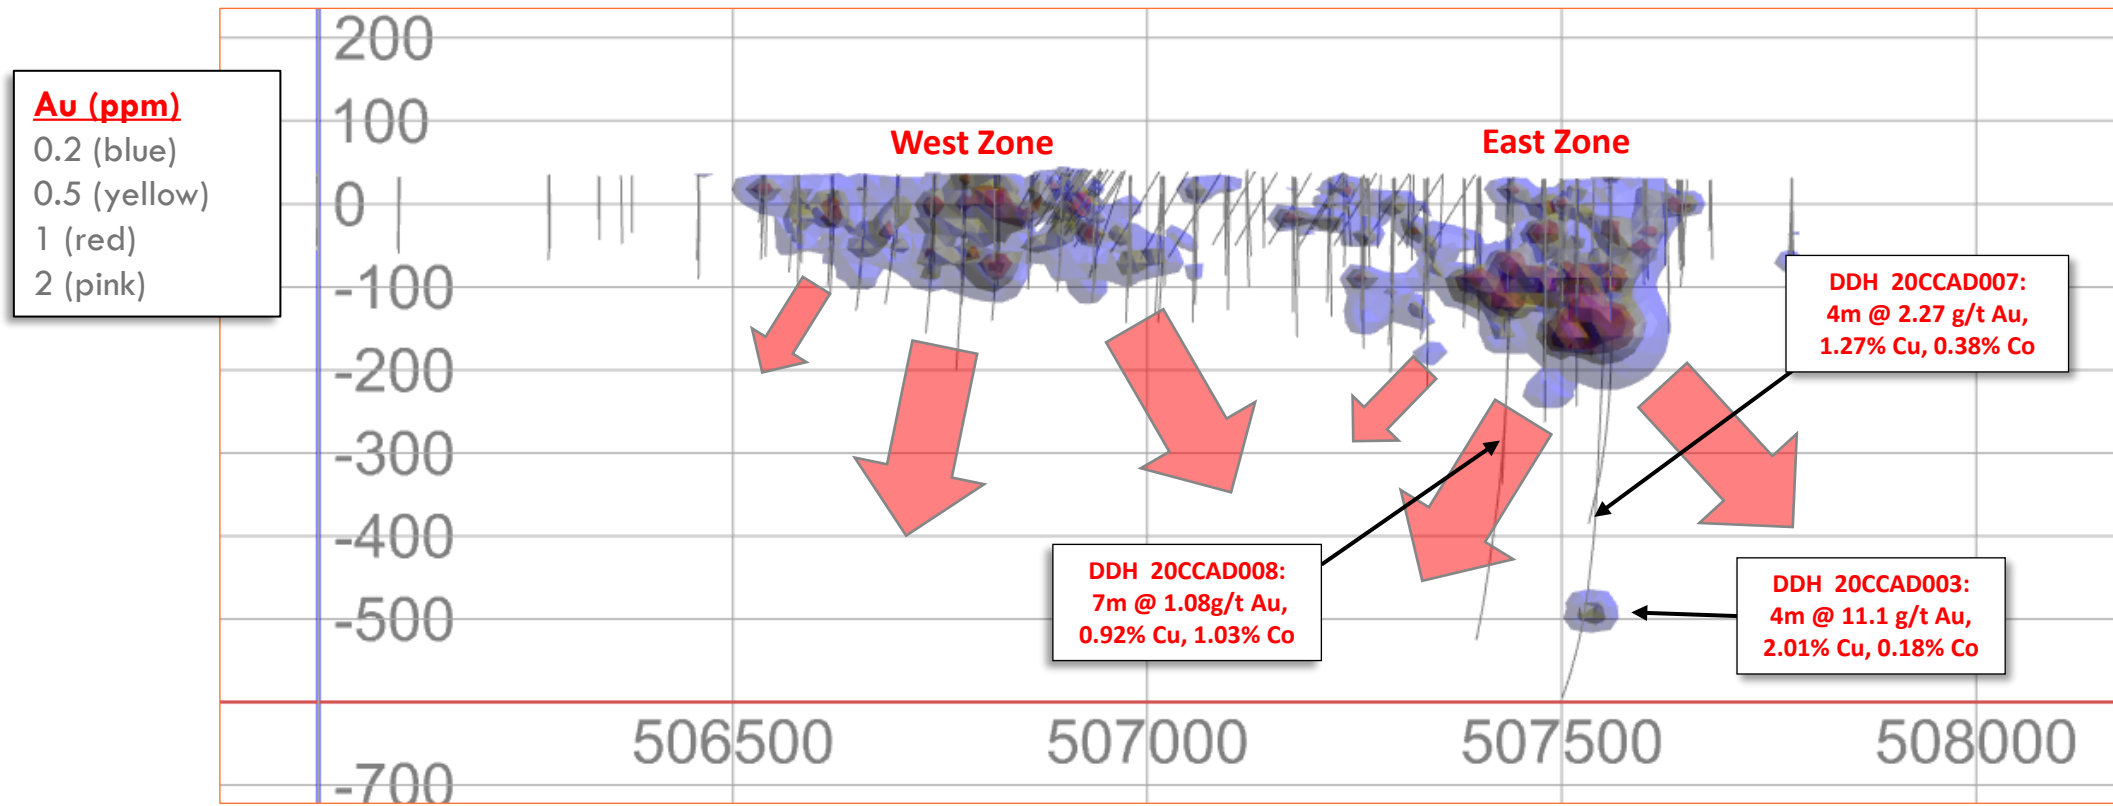 Au (ppm)
0.2 (blue)
0.5 (yellow)
1 (red)
2 (pink)
200
100
0
-100
-200
-300
-400
-500
-700
West Zone
East Zone
DDH 20CCAD007:
4m @ 2.27 g/t Au,
1.27% Cu, 0.38% Co
DDH 20CCAD008:
7m @ 1.08g/t Au,
0.92% Cu, 1.03% Co
DDH 20CCAD003:
4m @ 11.1 g/t Au,
2.01% Cu, 0.18% Co
506500
507000
507500
508000